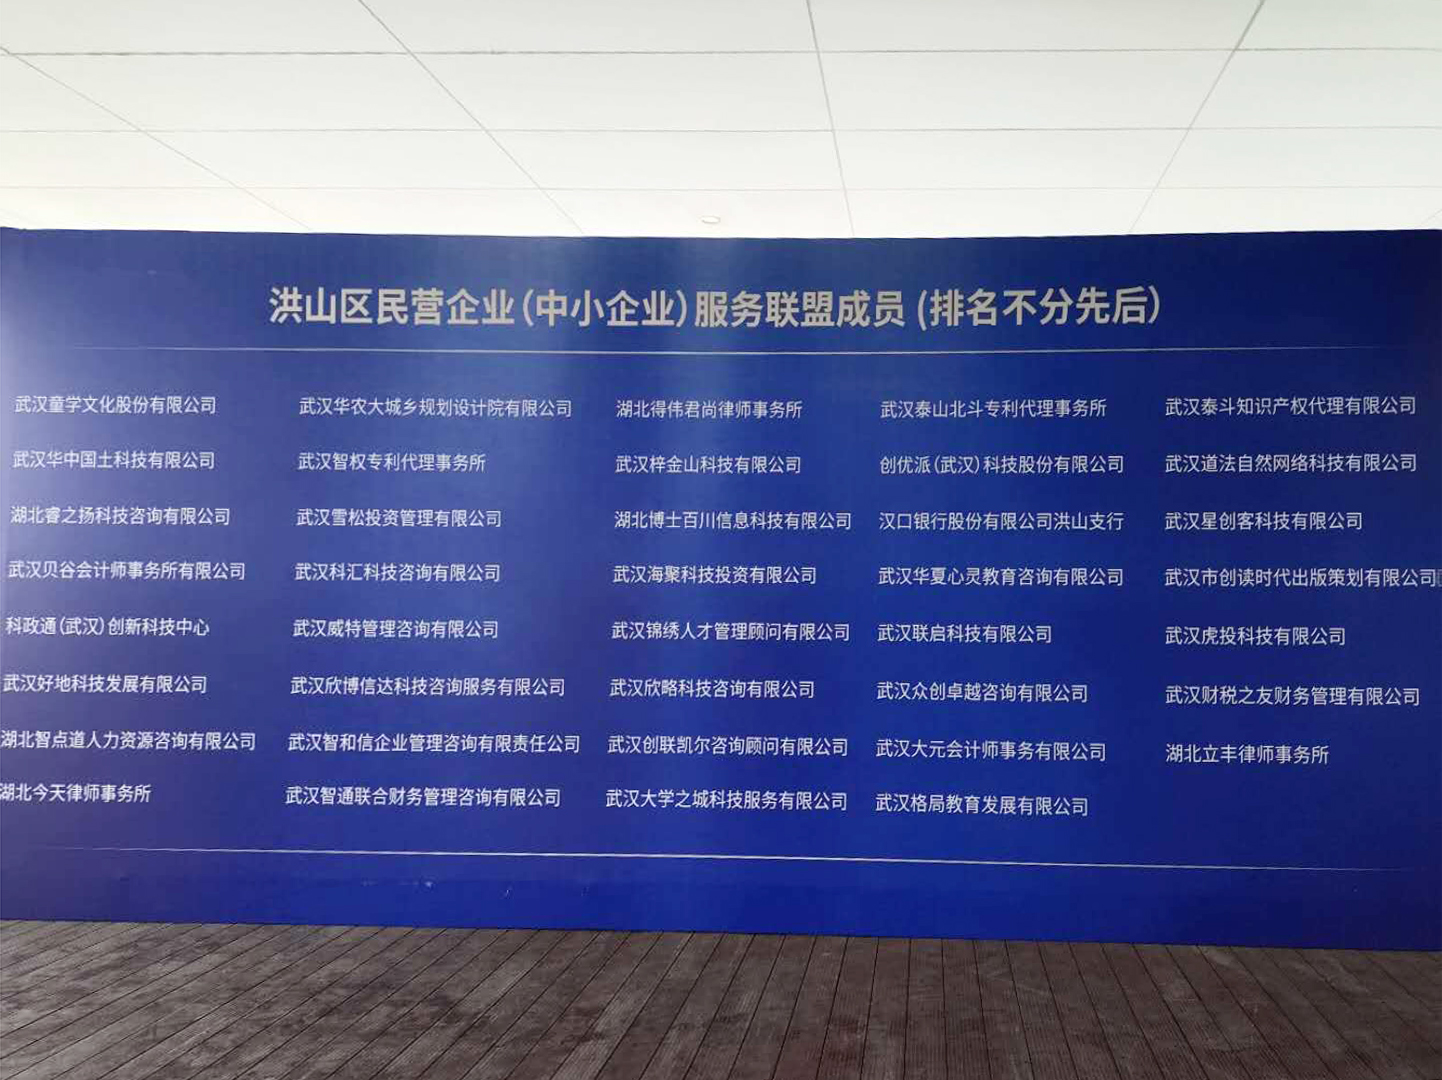 洪山区民营企业(中小企业)服务联盟成员(排名不分先后)
武汉童学文化股份有限公司
武汉华农大城乡规划设计院有限公司
湖北得伟君尚律师事务所
武汉泰山北斗专利代理事务所
武汉泰斗知识产权代理有限公司
武汉华中国土科技有限公司
武汉智权专利代理事务所
武汉梓金山科技有限公司
创优派(武汉)科技股份有限公司
武汉道法自然网络科技有限公司
湖北睿之扬科技咨询有限公司
武汉雪松投资管理有限公司
湖北博士百川信息科技有限公司
汉口银行股份有限公司洪山支行
武汉星创客科技有限公司
武汉贝谷会计师事务所有限公司
武汉科汇科技咨询有限公司
武汉海聚科技投资有限公司
武汉华夏心灵教育咨询有限公司
武汉市创读时代出版策划有限公司
科政通(武汉)创新科技中心
武汉威特管理咨询有限公司
武汉锦绣人才管理顾问有限公司
武汉联启科技有限公司
武汉虎投科技有限公司
武汉好地科技发展有限公司
武汉欣博信达科技咨询服务有限公司
武汉欣略科技咨询有限公司
武汉众创卓越咨询有限公司
武汉财税之友财务管理有限公司
湖北智点道人力资源咨询有限公司
武汉智和信企业管理咨询有限责任公司
武汉创联凯尔咨询顾问有限公司
武汉大元会计师事务有限公司
湖北立丰律师事务所
湖北今天律师事务所
武汉智通联合财务管理咨询有限公司
武汉大学之城科技服务有限公司
武汉格局教育发展有限公司